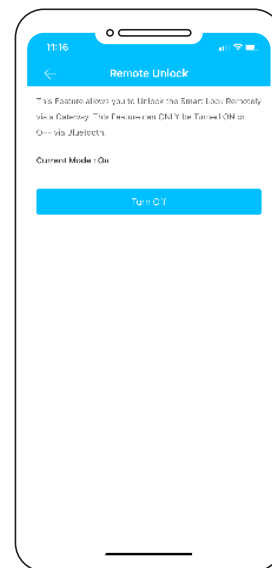 11:16
Remote Unlock
This Feature allows you to Unlock the Smart Lock Remotely
via a Gateway. This Feature can ONLY be Turned ON or
OFF via Bluetooth.
Current Mode : On
Turn Off